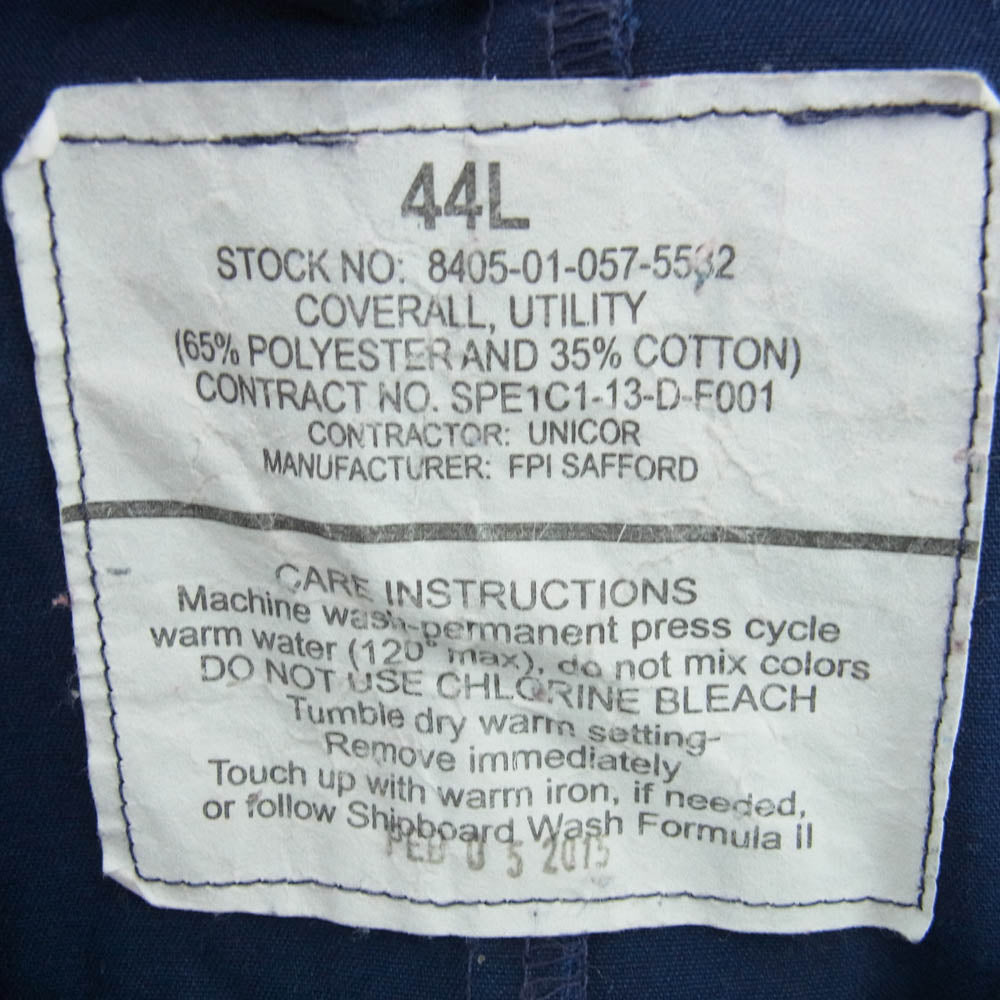 44L
STOCK NO: 8405-01-057-5532
COVERALL, UTILITY
(65% POLYESTER AND 35% COTTON)
CONTRACT NO. SPE1C1-13-D-F001
CONTRACTOR: UNICOR
MANUFACTURER: FPI SAFFORD
CARE INSTRUCTIONS
Machine wash-permanent press cycle
warm water (120° max), do not mix colors
DO NOT USE CHLORINE BLEACH
Tumble dry warm setting-
Remove immediately
Touch up with warm iron, if needed,
or follow Shipboard Wash Formula II
FEB 05 2015